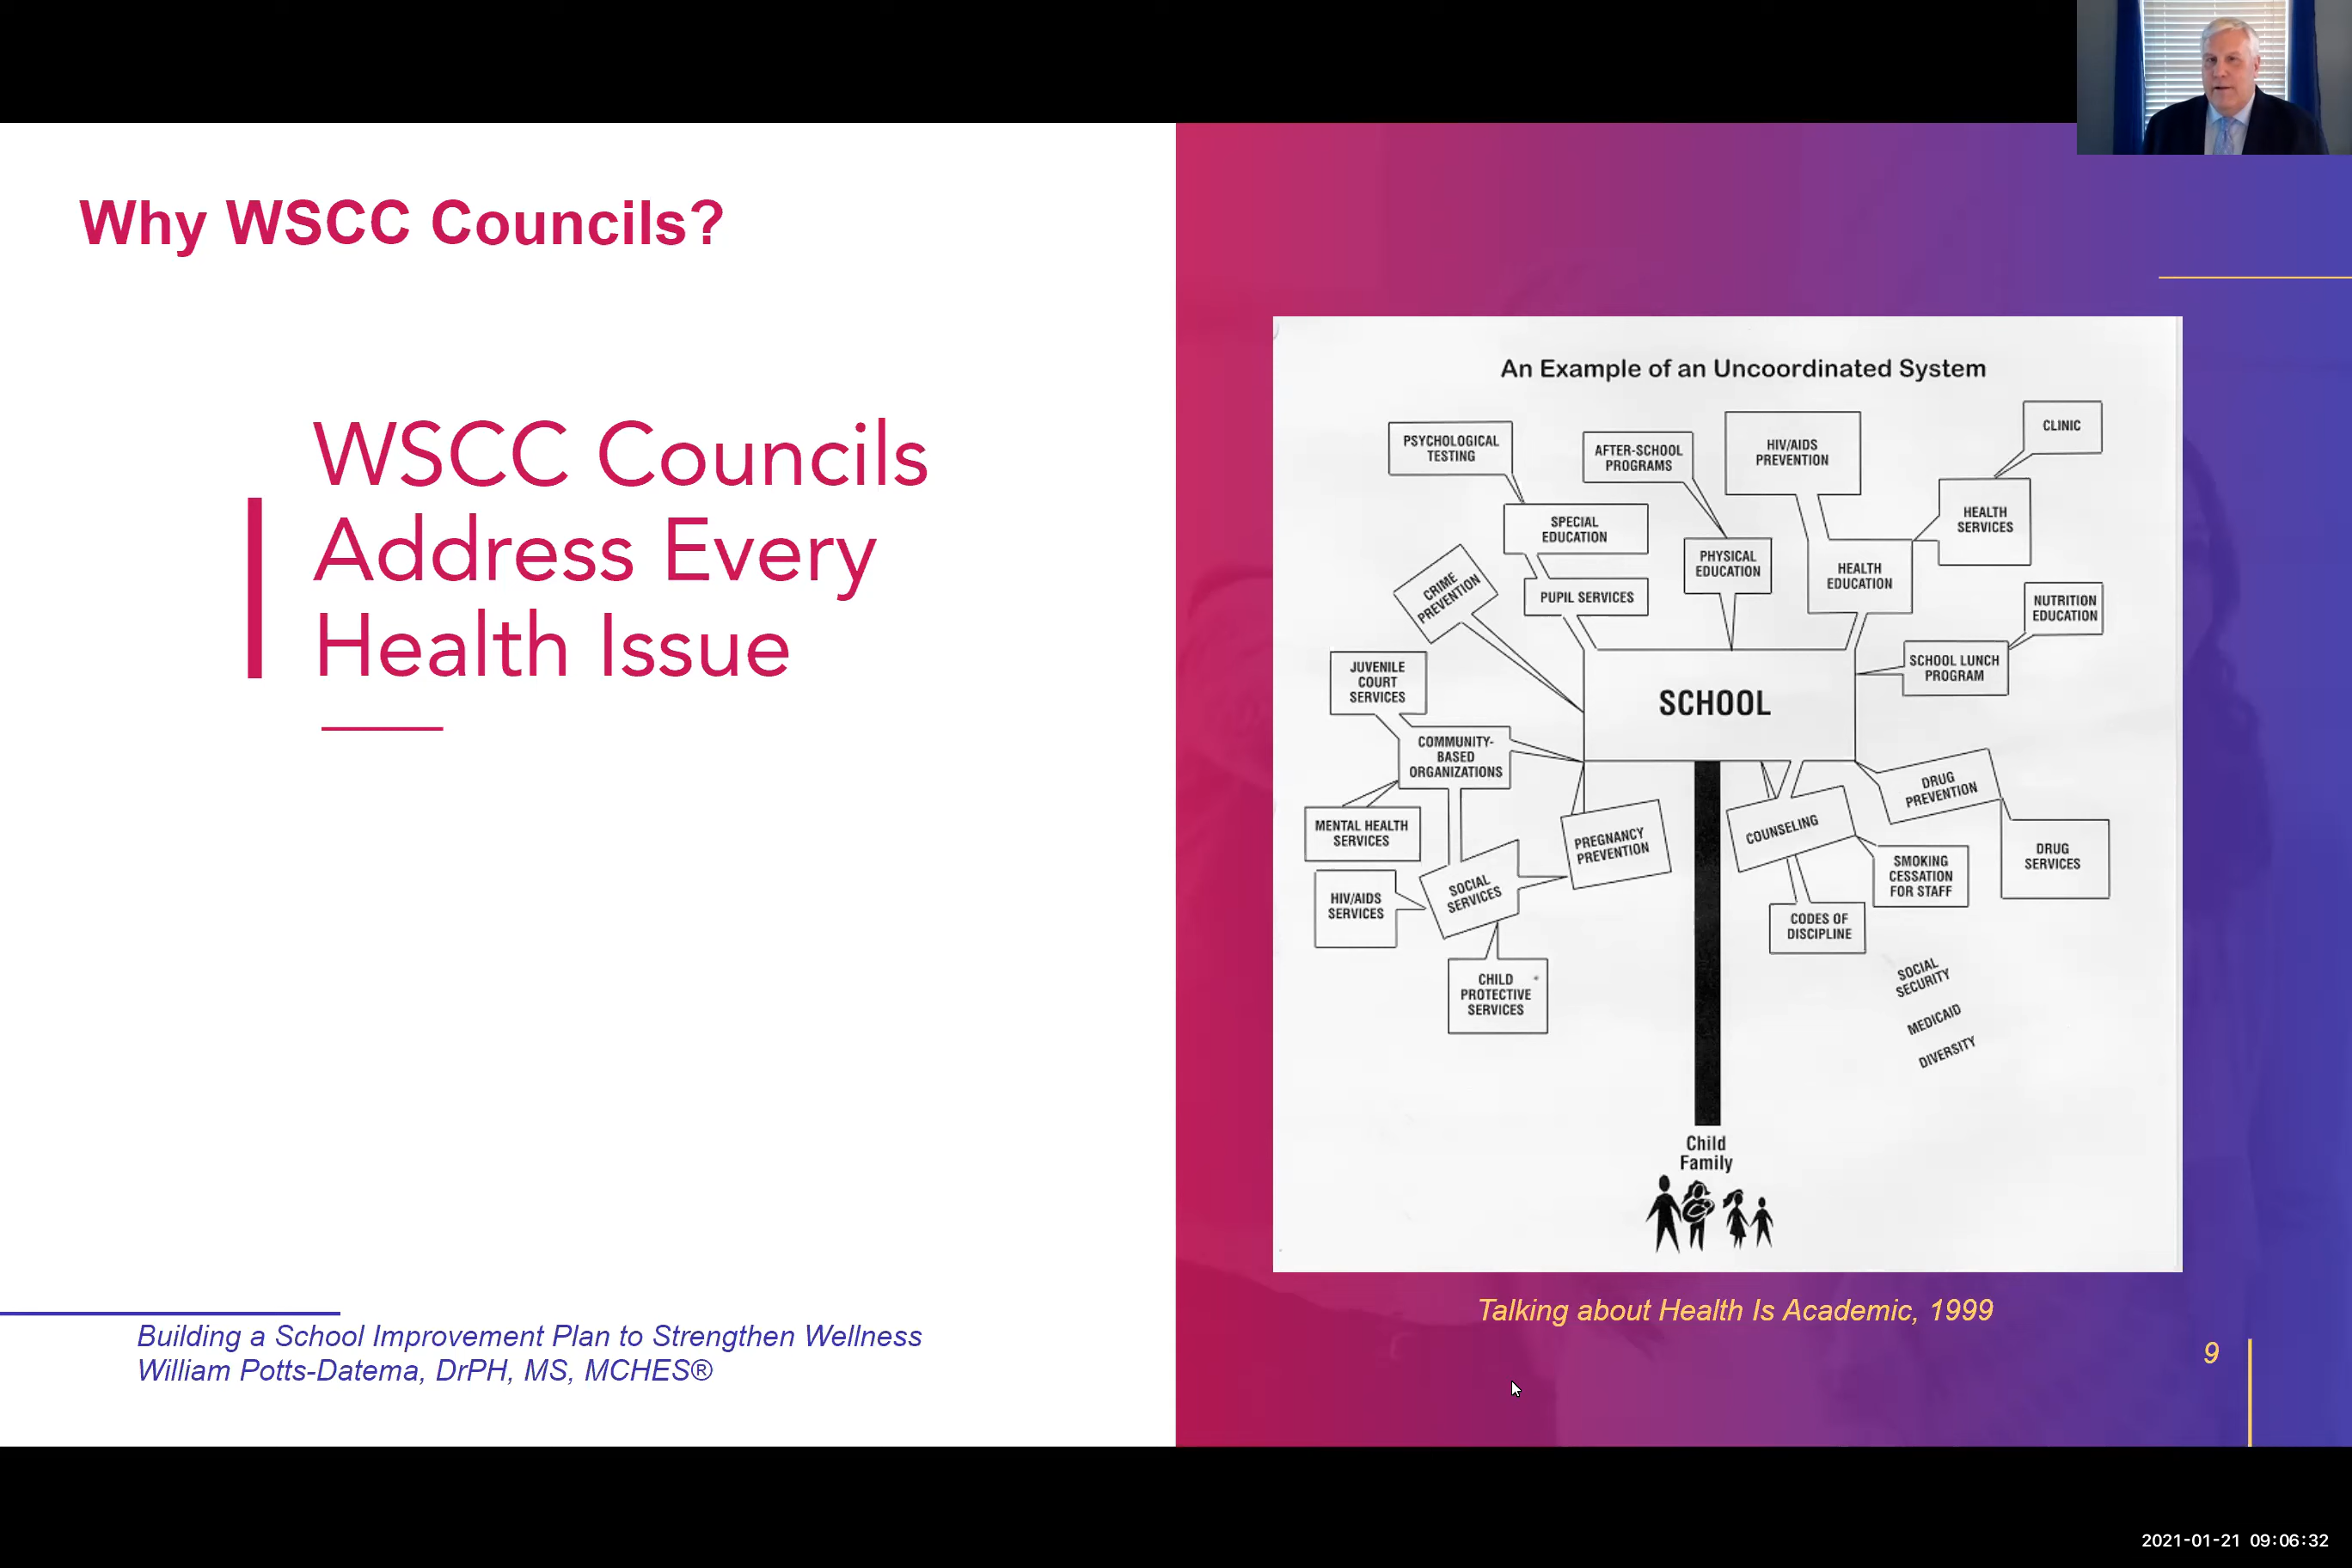 Why WSCC Councils?
WSCC Councils
Address Every
Health Issue
Building a School Improvement Plan to Strengthen Wellness
William Potts-Datema, DrPH, MS, MCHES®
An Example of an Uncoordinated System
PSYCHOLOGICAL
TESTING
AFTER-SCHOOL
PROGRAMS
HIV/AIDS
PREVENTION
CLINIC
SPECIAL
EDUCATION
HEALTH
SERVICES
CRIME
PREVENTION
PUPIL SERVICES
PHYSICAL
EDUCATION
HEALTH
EDUCATION
NUTRITION
EDUCATION
JUVENILE
COURT
SERVICES
SCHOOL
SCHOOL LUNCH
PROGRAM
COMMUNITY-
BASED
ORGANIZATIONS
DRUG
PREVENTION
MENTAL HEALTH
SERVICES
PREGNANCY
PREVENTION
COUNSELING
DRUG
SERVICES
SMOKING
CESSATION
FOR STAFF
HIV/AIDS
SERVICES
SOCIAL
SERVICES
CODES OF
DISCIPLINE
CHILD
PROTECTIVE
SERVICES
SOCIAL
SECURITY
MEDICAID
DIVERSITY
Child
Family
Talking about Health Is Academic, 1999
9
2021-01-21 09:06:32